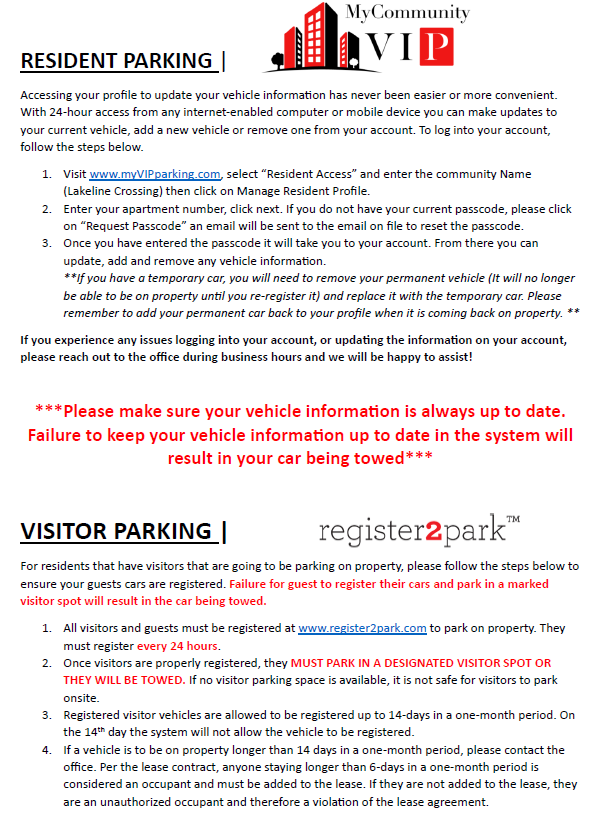 MyCommunity
VIP
RESIDENT PARKING |
Accessing your profile to update your vehicle information has never been easier or more convenient.
With 24-hour access from any internet-enabled computer or mobile device you can make updates to
your current vehicle, add a new vehicle or remove one from your account. To log into your account,
follow the steps below.
1. Visit www.myVIPparking.com, select “Resident Access” and enter the community Name
(Lakeline Crossing) then click on Manage Resident Profile.
2. Enter your apartment number, click next. If you do not have your current passcode, please click
on “Request Passcode” an email will be sent to the email on file to reset the passcode.
3. Once you have entered the passcode it will take you to your account. From there you can
update, add and remove any vehicle information.
**If you have a temporary car, you will need to remove your permanent vehicle (It will no longer
be able to be on property until you re-register it) and replace it with the temporary car. Please
remember to add your permanent car back to your profile when it is coming back on property. **
If you experience any issues logging into your account, or updating the information on your account,
please reach out to the office during business hours and we will be happy to assist!
***Please make sure your vehicle information is always up to date.
Failure to keep your vehicle information up to date in the system will
result in your car being towed***
VISITOR PARKING |
register2park™
For residents that have visitors that are going to be parking on property, please follow the steps below to
ensure your guests cars are registered. Failure for guest to register their cars and park in a marked
visitor spot will result in the car being towed.
1. All visitors and guests must be registered at www.register2park.com to park on property. They
must register every 24 hours.
2. Once visitors are properly registered, they MUST PARK IN A DESIGNATED VISITOR SPOT OR
THEY WILL BE TOWED. If no visitor parking space is available, it is not safe for visitors to park
onsite.
3. Registered visitor vehicles are allowed to be registered up to 14-days in a one-month period. On
the 14th day the system will not allow the vehicle to be registered.
4. If a vehicle is to be on property longer than 14 days in a one-month period, please contact the
office. Per the lease contract, anyone staying longer than 6-days in a one-month period is
considered an occupant and must be added to the lease. If they are not added to the lease, they
are an unauthorized occupant and therefore a violation of the lease agreement.